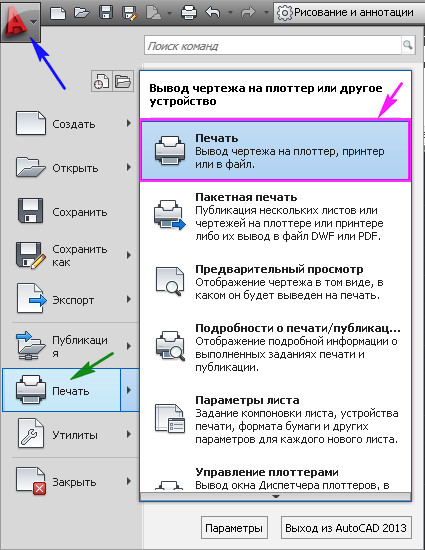 Рисование и аннотации
Поиск команд
Создать
Открыть
Сохранить
Сохранить
как
Экспорт
Публикаци
я
Печать
Утилиты
Закрыть
Вывод чертежа на плоттер или другое
устройство
Печать
Вывод чертежа на плоттер, принтер
или в файл.
Пакетная печать
Публикация нескольких листов или
чертежей на плоттере или принтере
либо их вывод в файл DWF или PDF.
Предварительный просмотр
Отображение чертежа в том виде, в
каком он будет выведен на печать.
Подробности о печати/публикац...
Отображение подробной информации о
выполненных заданиях печати и
публикации.
Параметры листа
Задание компоновки листа, устройства
печати, формата бумаги и других
параметров для каждого нового листа.
Управление плоттерами
Вывод окна Диспетчера плоттеров, в
Параметры
Выход из AutoCAD 2013